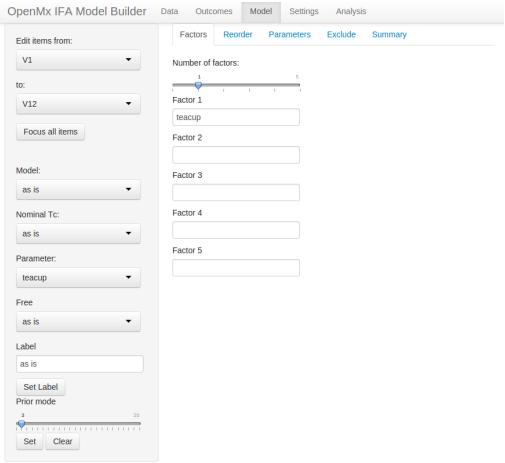 OpenMx IFA Model Builder Data Outcomes Model Settings Analysis
Edit items from:
V1
to:
V12
Focus all items
Model:
as is
Nominal Tc:
as is
Parameter:
teacup
Free
as is
Label
as is
Set Label
Prior mode
3
Set Clear
Factors Reorder Parameters Exclude Summary
Number of factors:
1 5
Factor 1
teacup
Factor 2
Factor 3
Factor 4
Factor 5